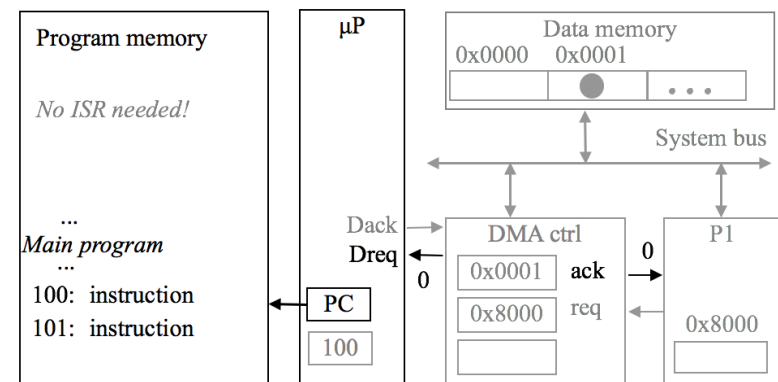 Program memory
No ISR needed!
...
Main program
...
100: instruction
101: instruction
μP
Dack
Dreq
0
PC
100
Data memory
0x0000 0x0001
...
System bus
DMA ctrl
0x0001 ack
0x8000 req
0
P1
0x8000